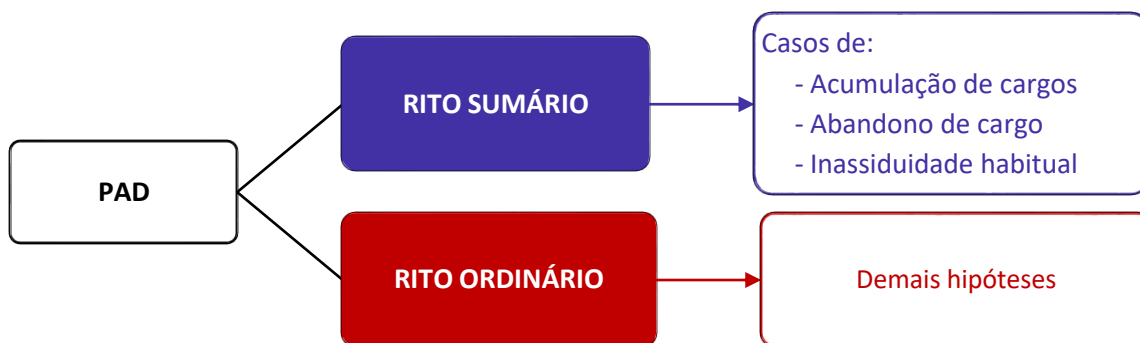 PAD
RITO SUMÁRIO
Casos de:
- Acumulação de cargos
- Abandono de cargo
- Inassiduidade habitual
RITO ORDINÁRIO
Demais hipóteses